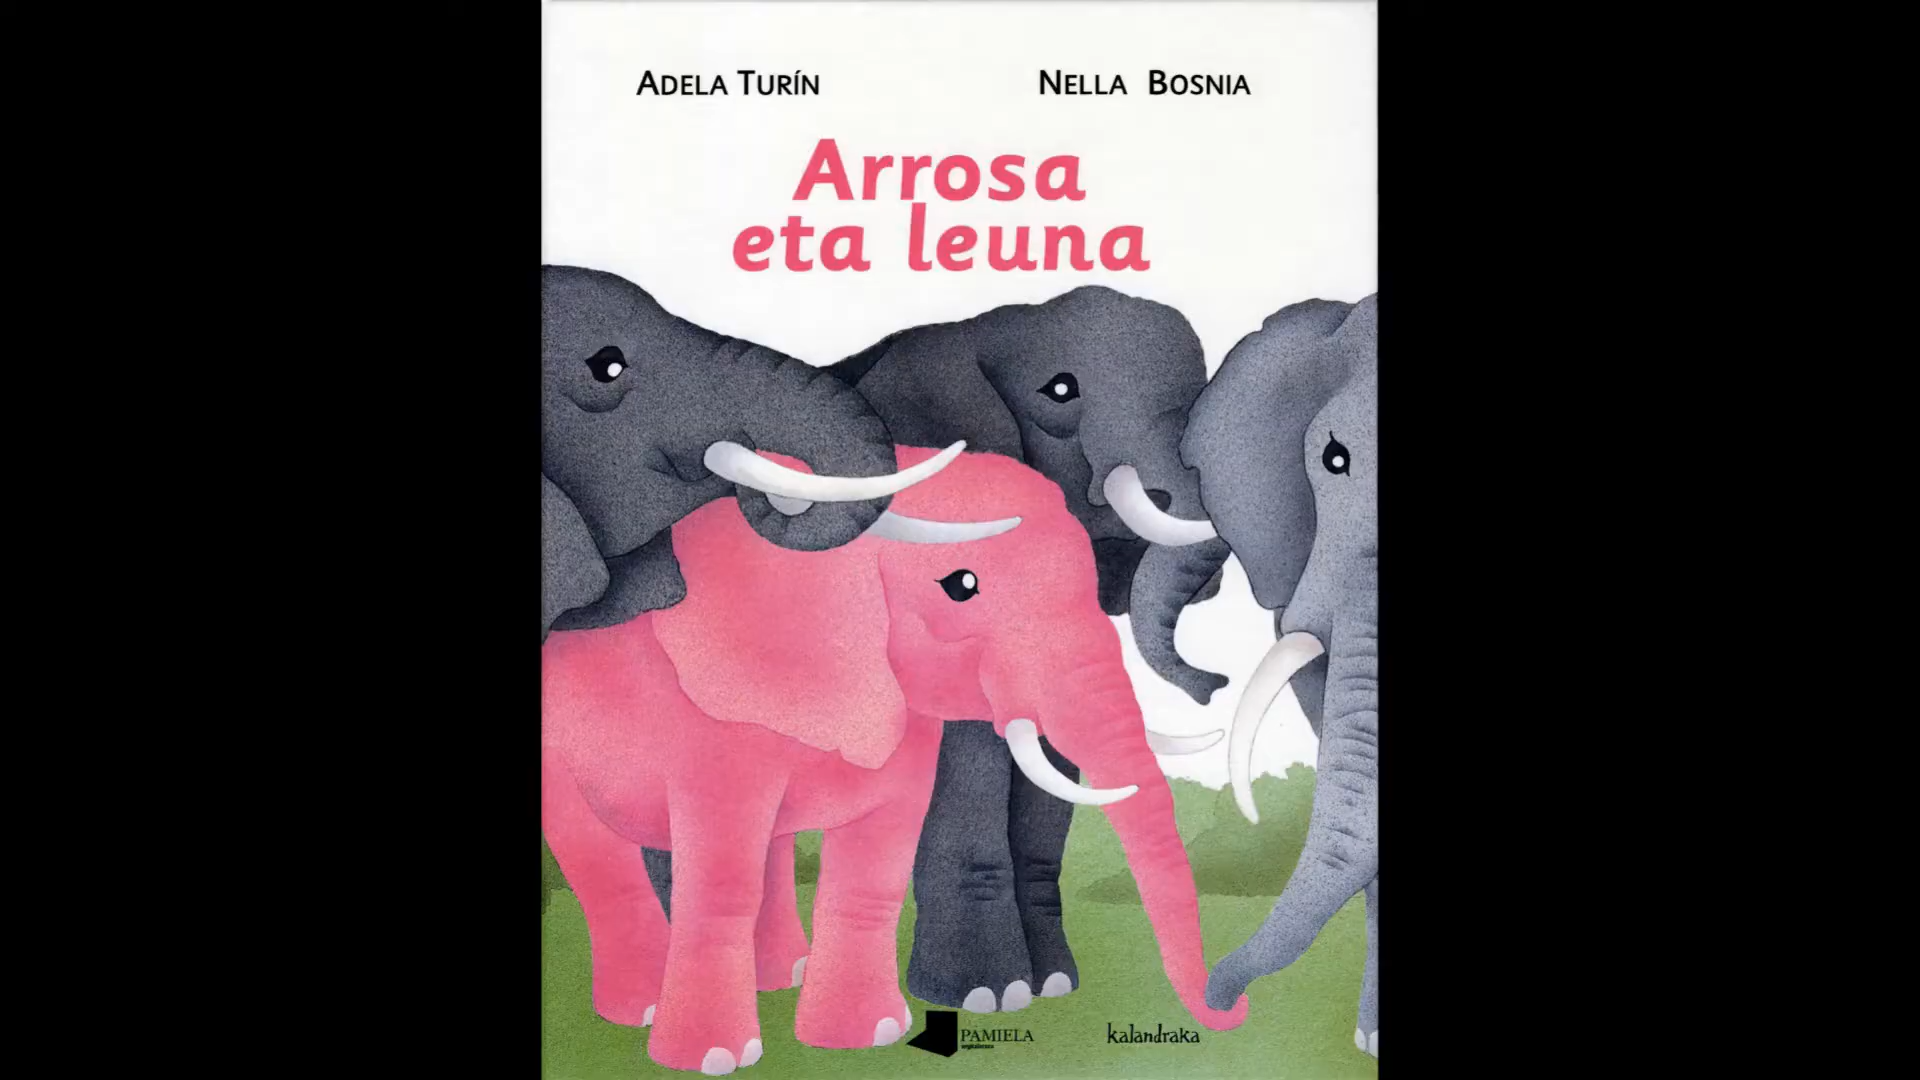 ADELA TURÍN
NELLA BOSNIA
Arrosa
eta leuna
PAMIELA
kalandraka